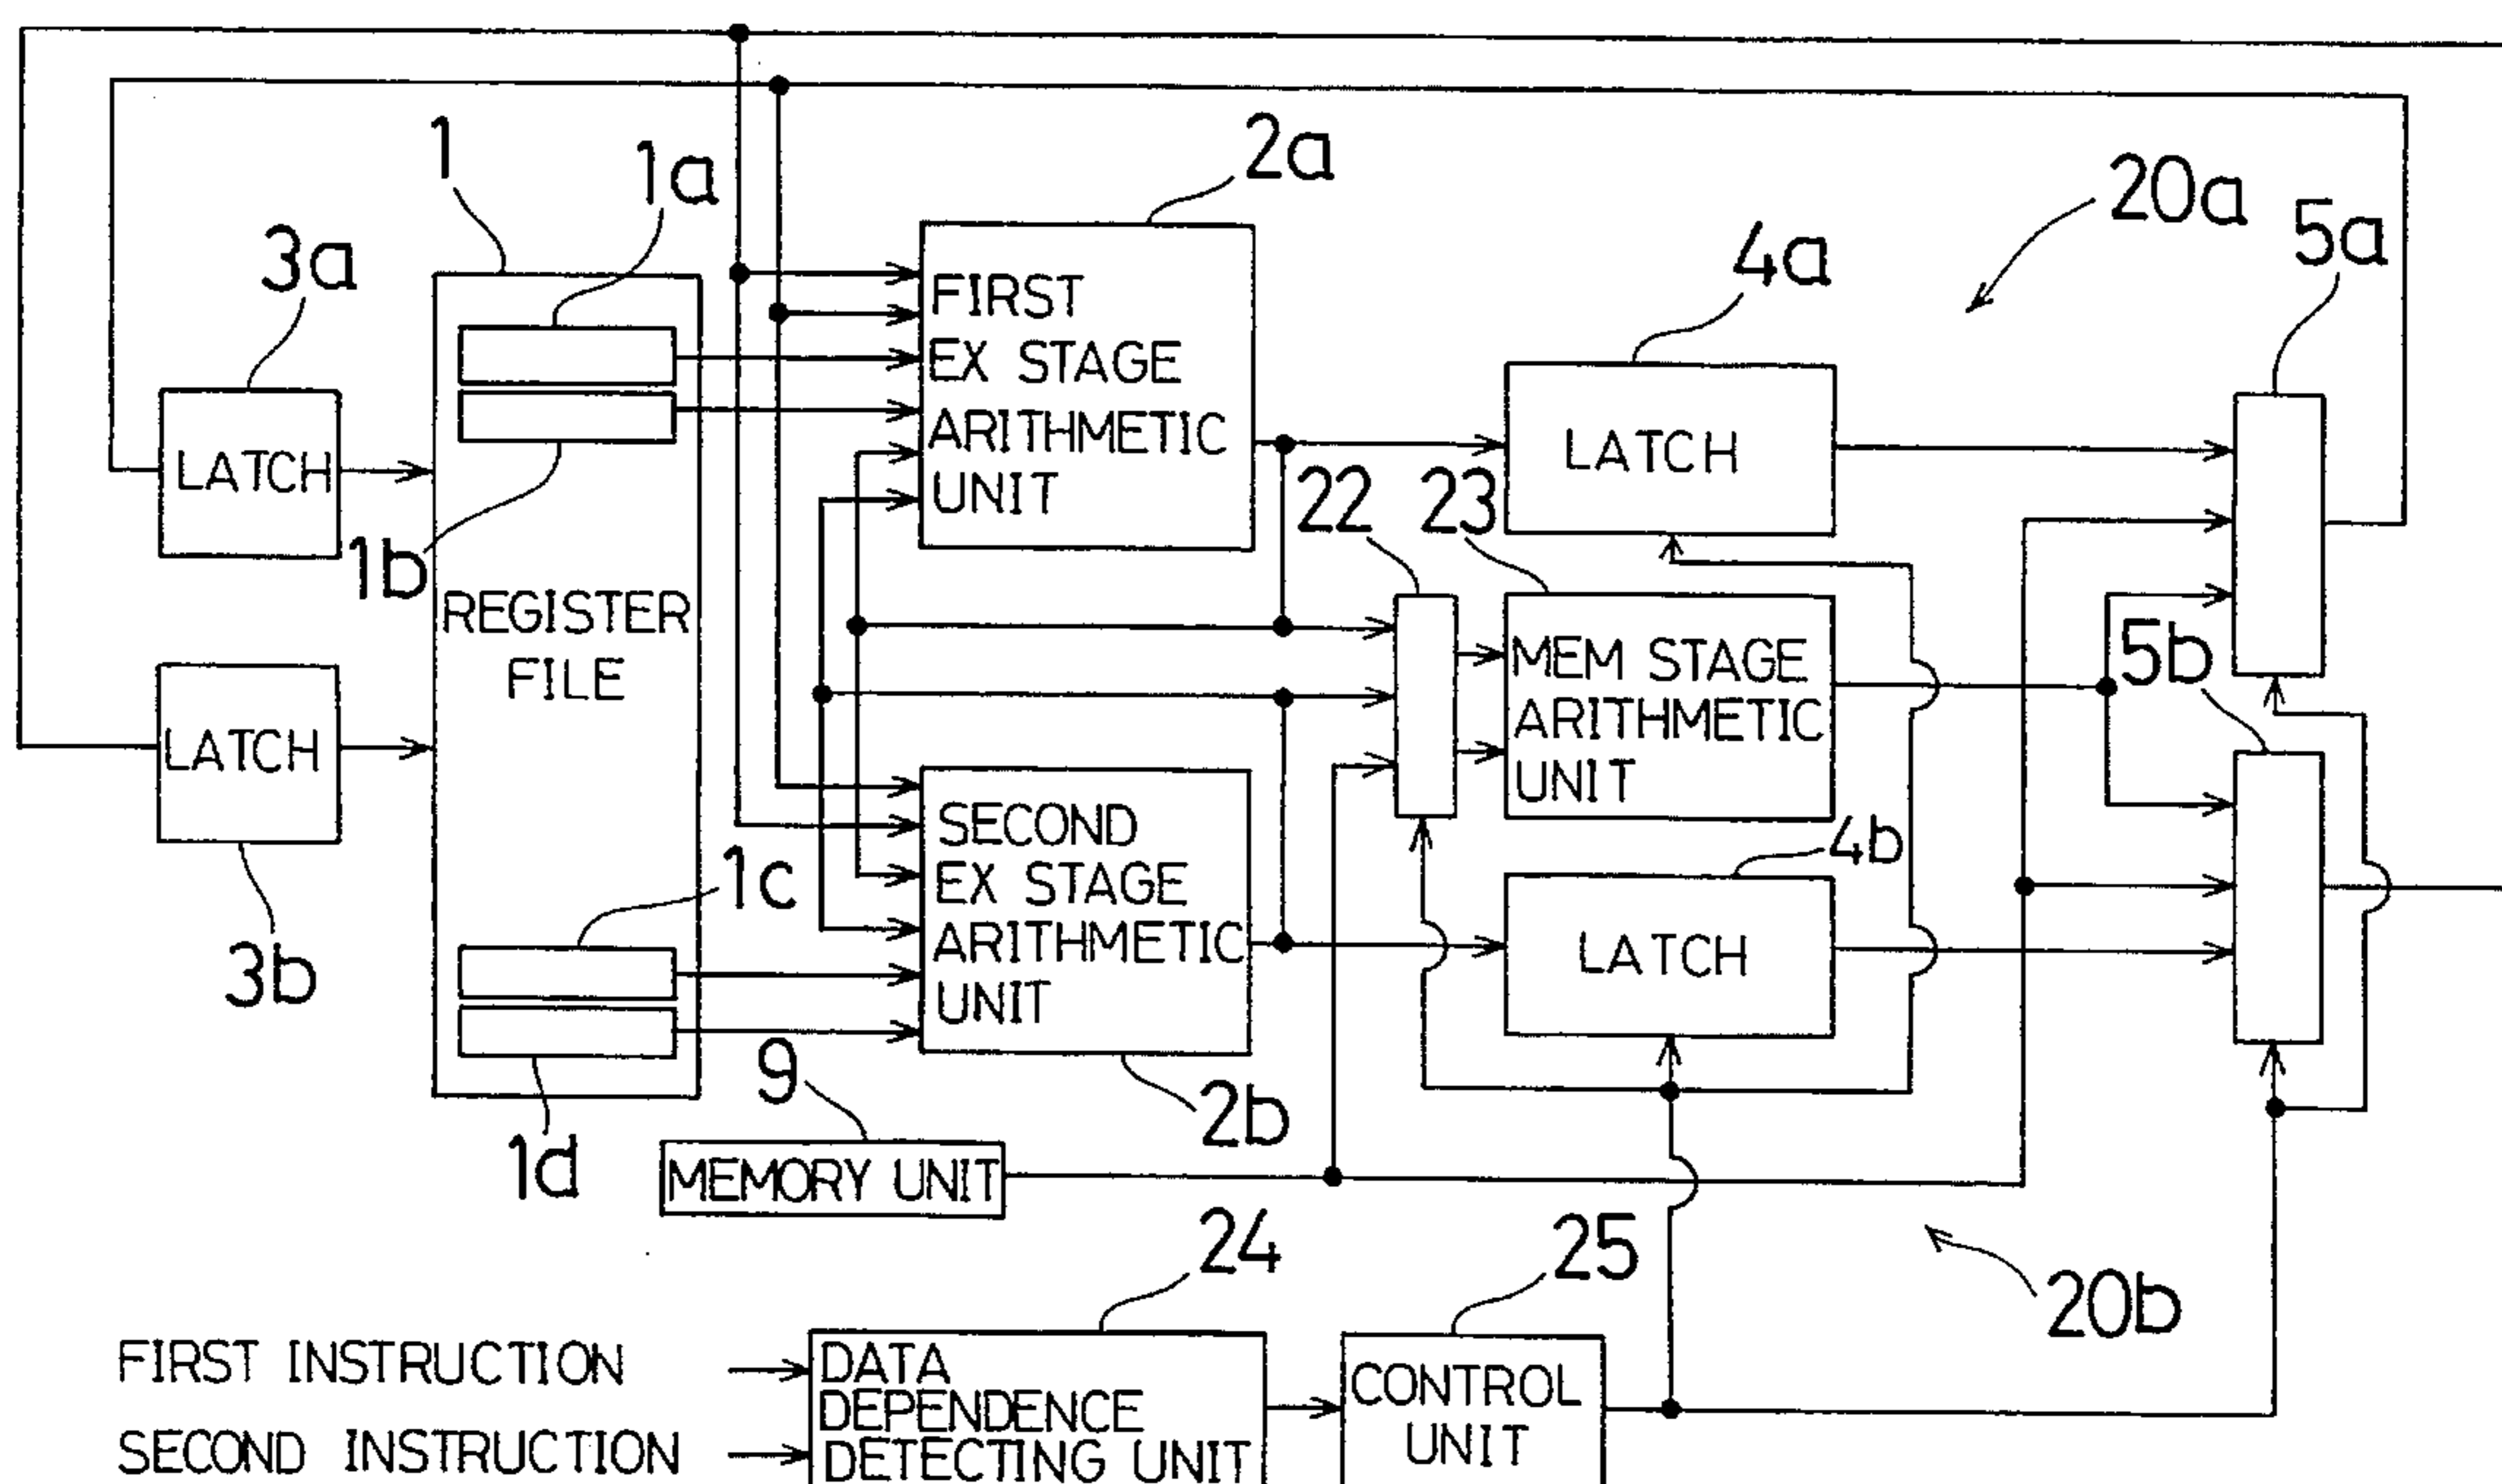 1
1a
2a
20a
5a
3a
4a
FIRST
EX STAGE
ARITHMETIC
UNIT
LATCH
LATCH
22
23
1b
REGISTER
FILE
MEM STAGE
ARITHMETIC
UNIT
5b
LATCH
SECOND
EX STAGE
ARITHMETIC
UNIT
4b
1c
LATCH
3b
9
2b
1d
MEMORY UNIT
24
25
20b
FIRST INSTRUCTION
DATA
DEPENDENCE
DETECTING UNIT
CONTROL
UNIT
SECOND INSTRUCTION